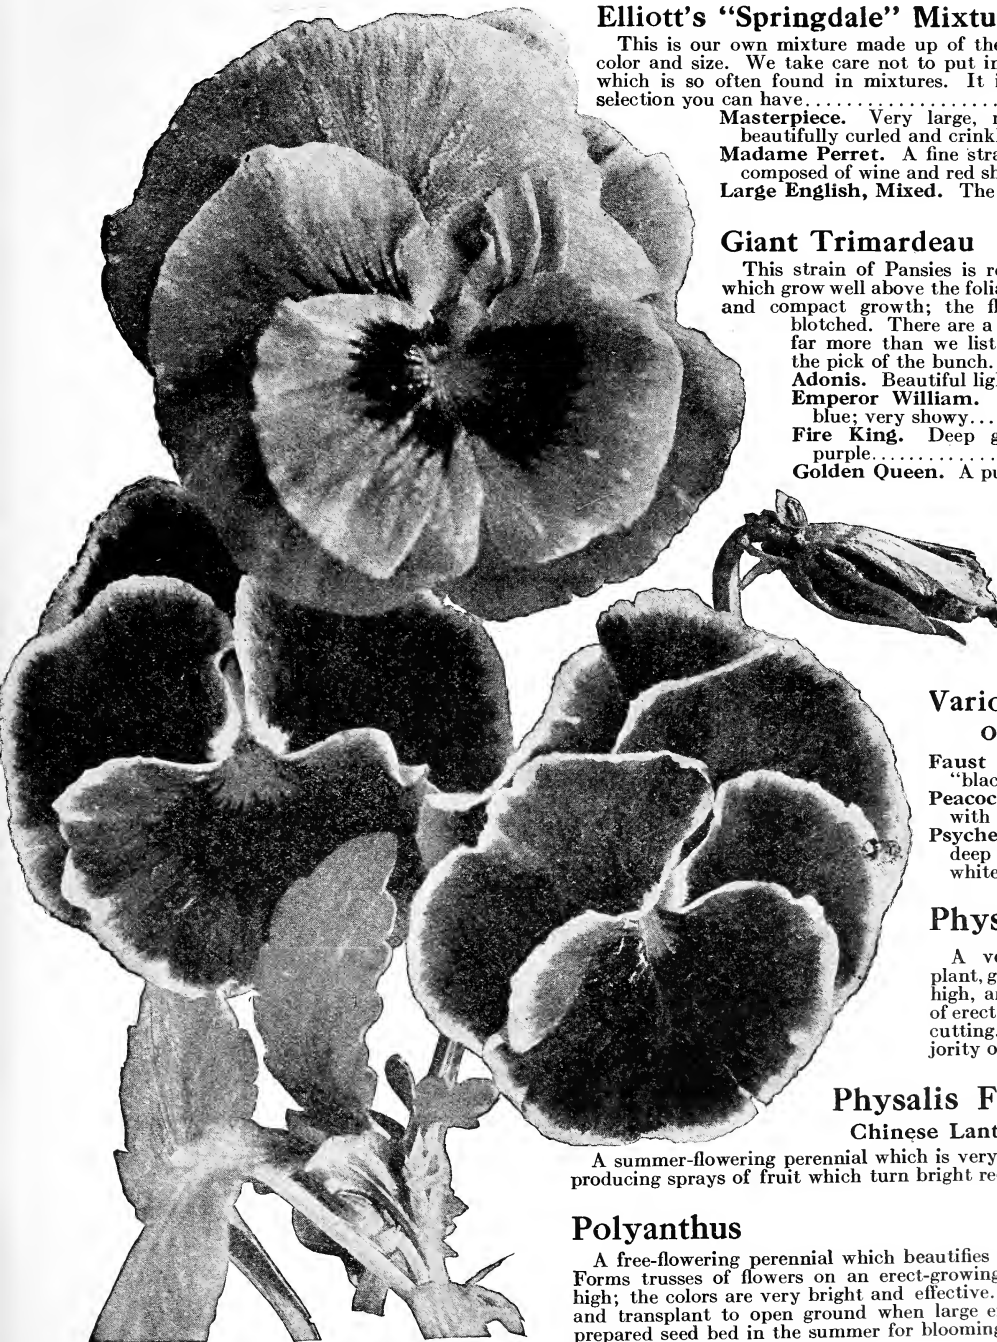 Elliott's "Springdale" Mixtu
This is our own mixture made up of the
color and size. We take care not to put in
which is so often found in mixtures. It i
selection you can have....................
Masterpiece. Very large,
beautifully curled and crink
Madame Perret. A fine stra
composed of wine and red sh
Large English, Mixed. The
Giant Trimardeau
This strain of Pansies is re
which grow well above the folia
and compact growth; the fl
blotched. There are a
far more than we list
the pick of the bunch.
Adonis. Beautiful lig
Emperor William.
blue; very showy...
Fire King. Deep g
purple............
Golden Queen. A pu
Vario
O
Faust
"blac
Peacoc
with
Psyche
deep
white
Phys
A ve
plant, g
high, a
of erect
cutting.
jority o
Physalis F
Chinese Lant
A summer-flowering perennial which is very
producing sprays of fruit which turn bright re
Polyanthus
A free-flowering perennial which beautifies
Forms trusses of flowers on an erect-growing
high; the colors are very bright and effective.
and transplant to open ground when large e
prepared seed bed in the summer for blooming